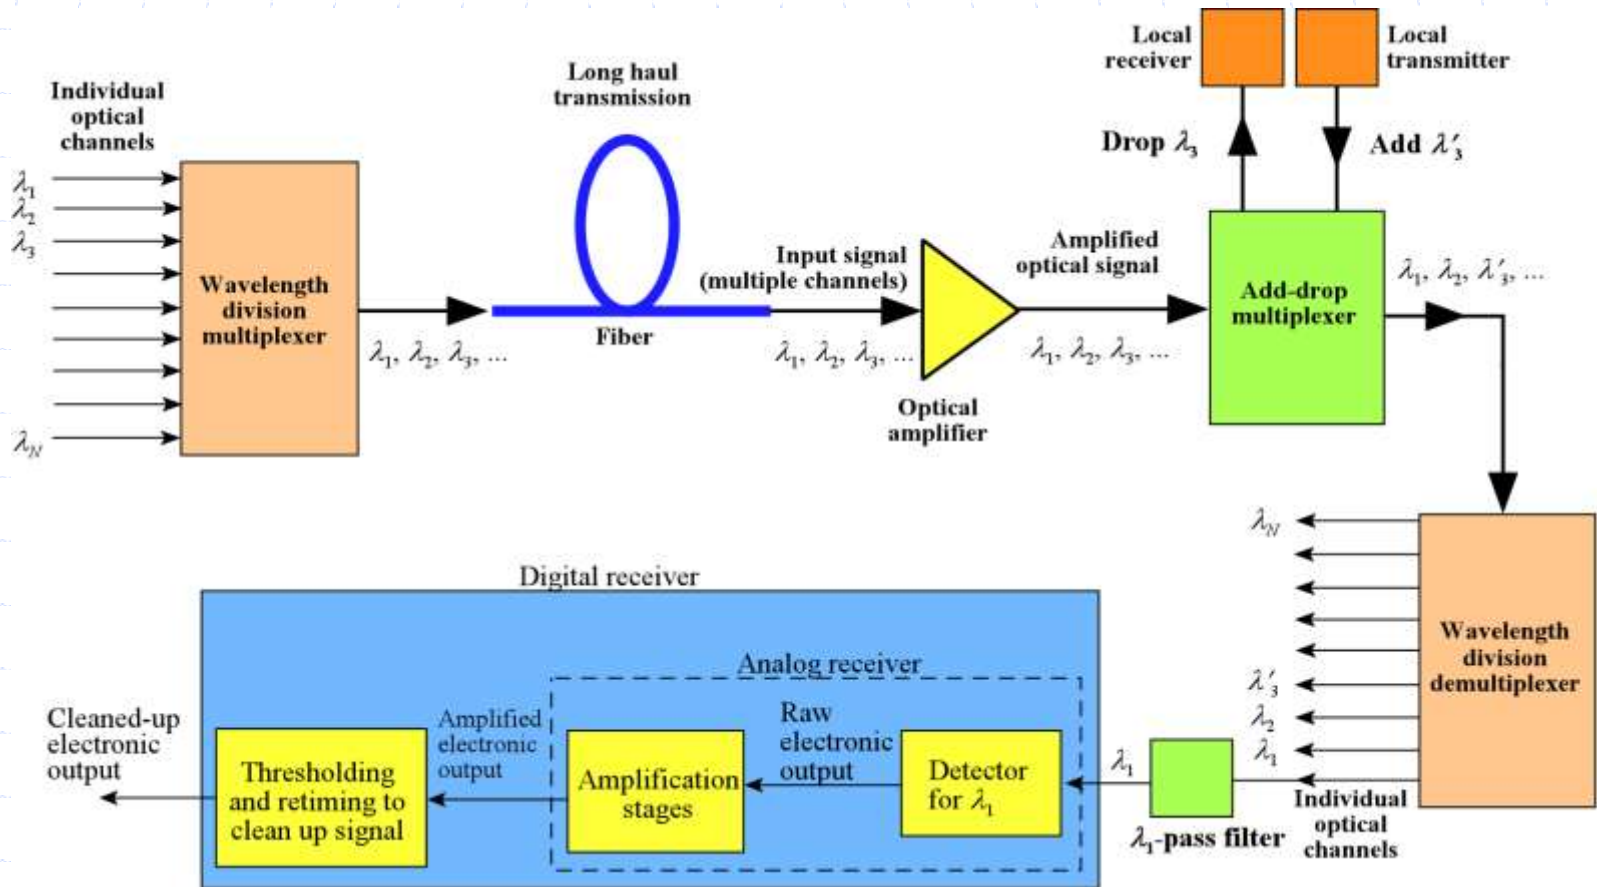 Individual
optical
channels
λ₁
λ₂
λ₃
λ_N
Wavelength
division
multiplexer
λ₁, λ₂, λ₃, ...
Long haul
transmission
Fiber
Input signal
(multiple channels)
λ₁, λ₂, λ₃, ...
Optical
amplifier
Amplified
optical signal
λ₁, λ₂, λ₃, ...
Local
receiver
Local
transmitter
Drop λ₃
Add λ′₃
Add-drop
multiplexer
λ₁, λ₂, λ′₃, ...
Wavelength
division
demultiplexer
λ_N
λ′₃
λ₂
λ₁
Individual
optical
channels
λ₁-pass filter
λ₁
Digital receiver
Analog receiver
Detector
for λ₁
Raw
electronic
output
Amplification
stages
Amplified
electronic
output
Thresholding
and retiming to
clean up signal
Cleaned-up
electronic
output